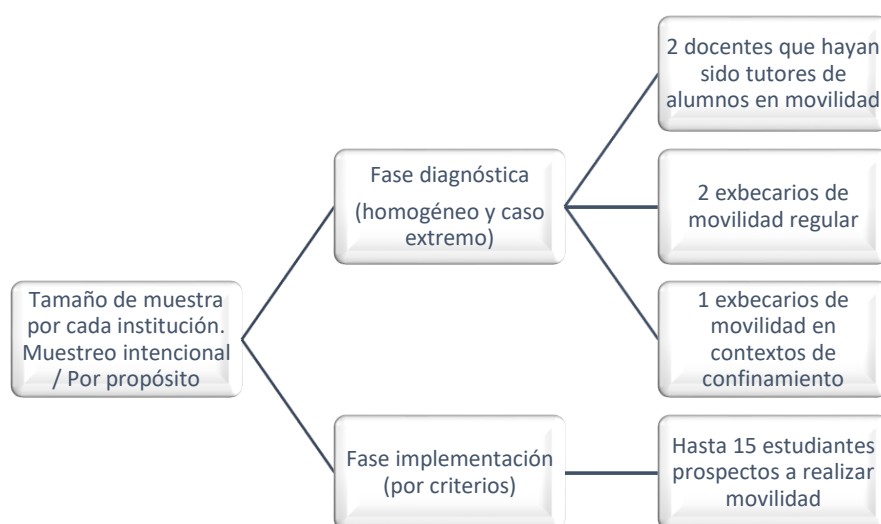 2 docentes que hayan
sido tutores de
alumnos en movilidad
Fase diagnóstica
(homogéneo y caso
extremo)
2 exbecarios de
movilidad regular
Tamaño de muestra
por cada institución.
Muestreo intencional
/ Por propósito
1 exbecarios de
movilidad en
contextos de
confinamiento
Fase implementación
(por criterios)
Hasta 15 estudiantes
prospectos a realizar
movilidad